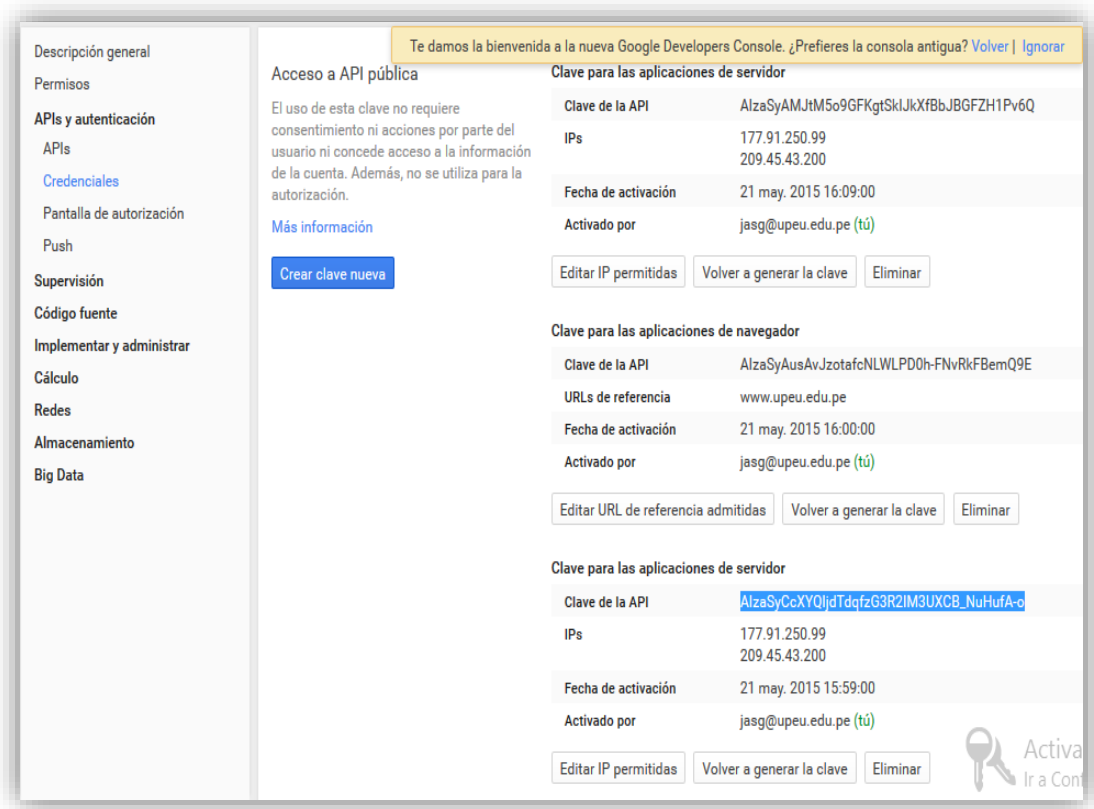 Te damos la bienvenida a la nueva Google Developers Console. ¿Prefieres la consola antigua? Volver | Ignorar
Descripción general
Permisos
APIs y autenticación
APIs
Credenciales
Pantalla de autorización
Push
Supervisión
Código fuente
Implementar y administrar
Cálculo
Redes
Almacenamiento
Big Data
Acceso a API pública
El uso de esta clave no requiere
consentimiento ni acciones por parte del
usuario ni concede acceso a la información
de la cuenta. Además, no se utiliza para la
autorización.
Más información
Crear clave nueva
Clave para las aplicaciones de servidor
Clave de la API AIzaSyAMJtM5o9GFKgtSkIJkXfBbJBGFZH1Pv6Q
IPs 177.91.250.99
209.45.43.200
Fecha de activación 21 may. 2015 16:09:00
Activado por jasg@upeu.edu.pe (tú)
Editar IP permitidas Volver a generar la clave Eliminar
Clave para las aplicaciones de navegador
Clave de la API AIzaSyAusAvJzotafcNLWLPD0h-FNvRkFBemQ9E
URLs de referencia www.upeu.edu.pe
Fecha de activación 21 may. 2015 16:00:00
Activado por jasg@upeu.edu.pe (tú)
Editar URL de referencia admitidas Volver a generar la clave Eliminar
Clave para las aplicaciones de servidor
Clave de la API AIzaSyCcXYQIjdTdqfzG3R2IM3UXCB_NuHufA-o
IPs 177.91.250.99
209.45.43.200
Fecha de activación 21 may. 2015 15:59:00
Activado por jasg@upeu.edu.pe (tú)
Editar IP permitidas Volver a generar la clave Eliminar
Activa
Ir a Conf